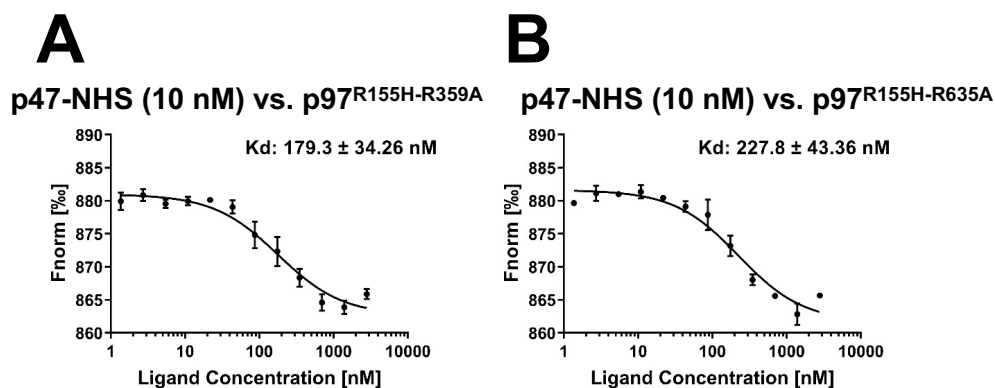 A
p47-NHS (10 nM) vs. p97R155H-R359A
Kd: 179.3 ± 34.26 nM
Fnorm [‰]
890
885
880
875
870
865
860
1 10 100 1000 10000
Ligand Concentration [nM]
B
p47-NHS (10 nM) vs. p97R155H-R635A
Kd: 227.8 ± 43.36 nM
Fnorm [‰]
890
885
880
875
870
865
860
1 10 100 1000 10000
Ligand Concentration [nM]